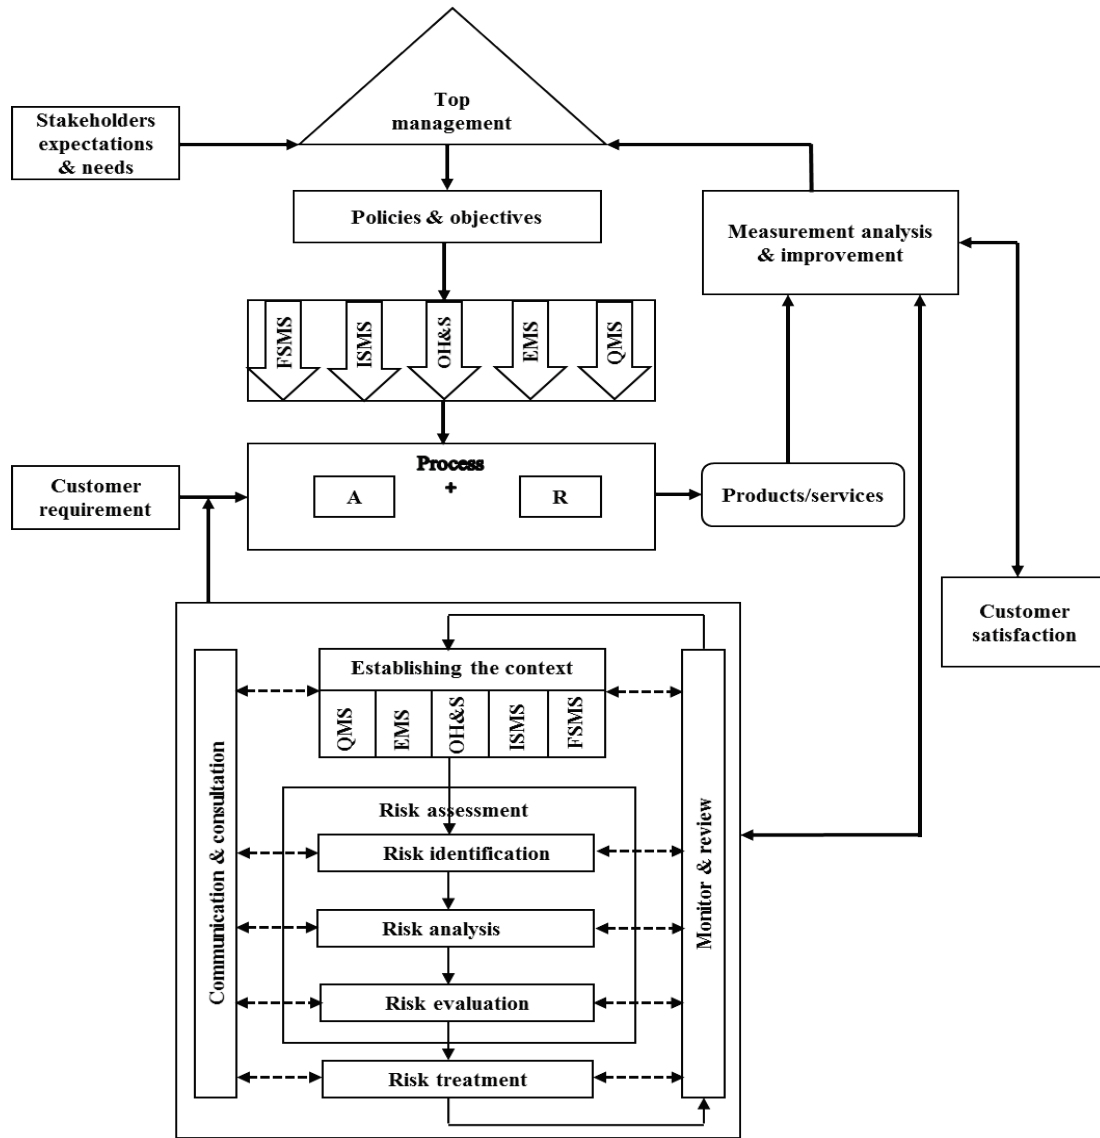 Top
management
Stakeholders
expectations
& needs
Policies & objectives
Measurement analysis
& improvement
FSMS
ISMS
OH&S
EMS
QMS
Process
+
A
R
Customer
requirement
Products/services
Customer
satisfaction
Establishing the context
QMS
EMS
OH&S
ISMS
FSMS
Communication & consultation
Risk assessment
Risk identification
Risk analysis
Risk evaluation
Risk treatment
Monitor & review